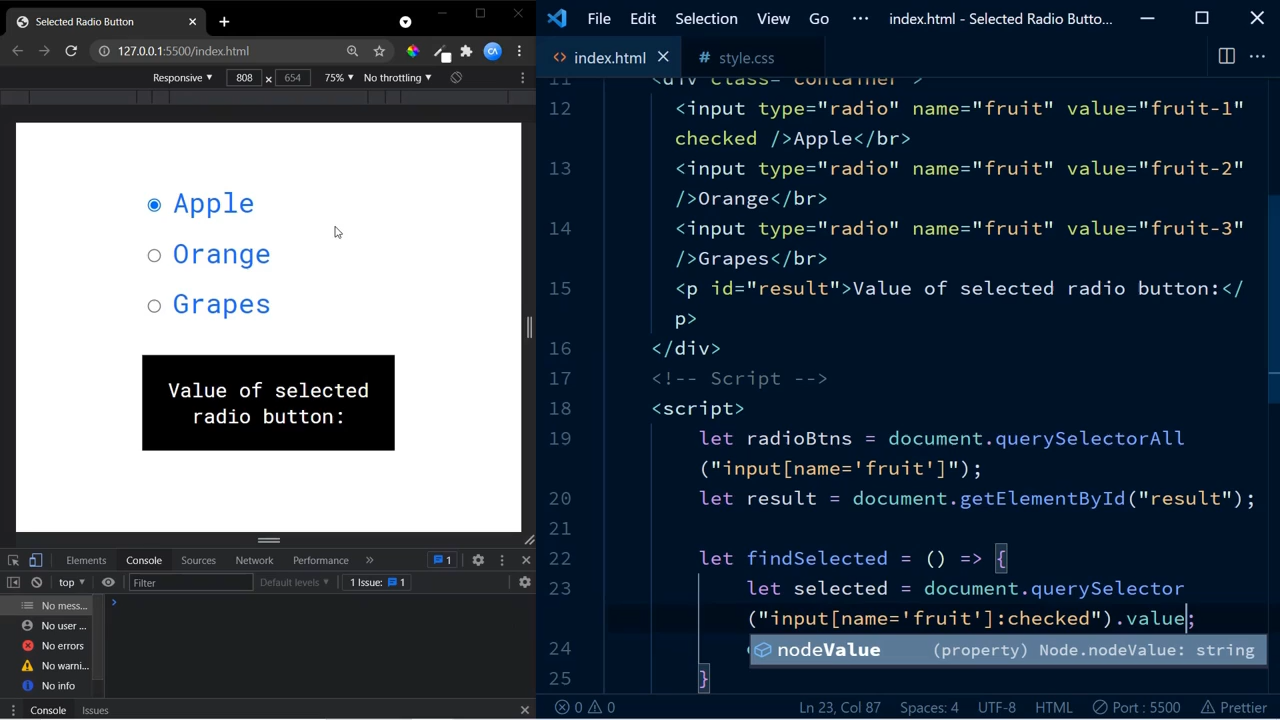 Selected Radio Button
127.0.0.1:5500/index.html
Responsive 808 × 654 75% No throttling
Apple
Orange
Grapes
Value of selected
radio button:
Elements Console Sources Network Performance » 1
top Filter Default levels 1 Issue: 1
No mess...
No user ...
No errors
No warni...
No info
Console Issues
File Edit Selection View Go ··· index.html - Selected Radio Butto...
index.html # style.css
11 <div class="container">
12 <input type="radio" name="fruit" value="fruit-1"
checked />Apple</br>
13 <input type="radio" name="fruit" value="fruit-2"
/>Orange</br>
14 <input type="radio" name="fruit" value="fruit-3"
/>Grapes</br>
15 <p id="result">Value of selected radio button:</
p>
16 </div>
17 <!-- Script -->
18 <script>
19 let radioBtns = document.querySelectorAll
("input[name='fruit']");
20 let result = document.getElementById("result");
21
22 let findSelected = () => {
23 let selected = document.querySelector
("input[name='fruit']:checked").value;
24 nodeValue (property) Node.nodeValue: string
25 }
0 0 Ln 23, Col 87 Spaces: 4 UTF-8 HTML Port : 5500 Prettier